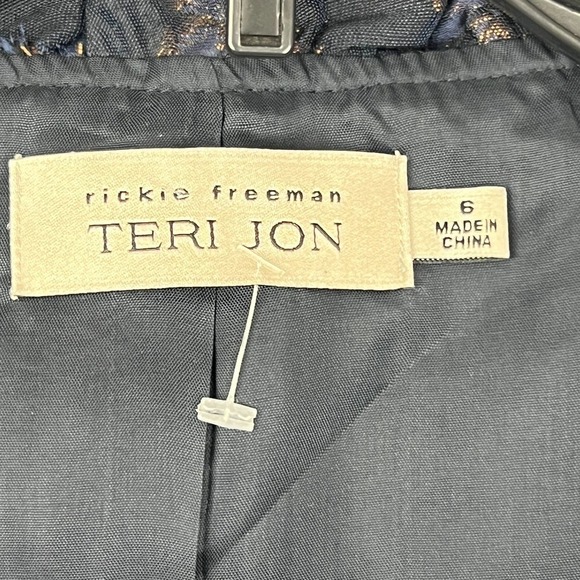 rickie freeman
TERI JON
6
MADE IN
CHINA